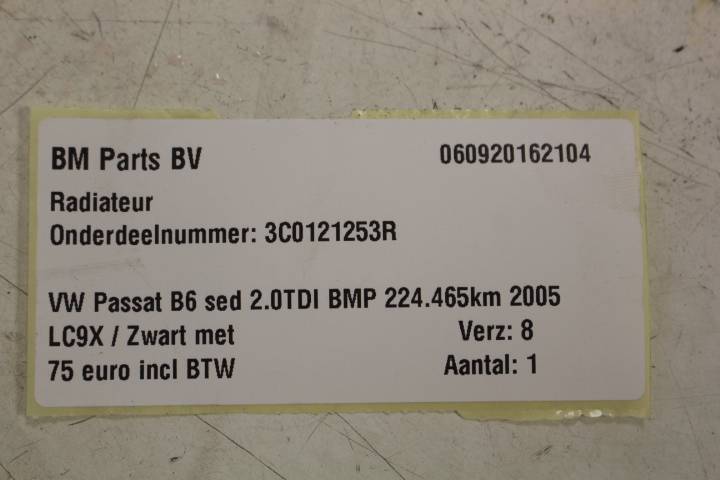 BM Parts BV 060920162104
Radiateur
Onderdeelnummer: 3C0121253R
VW Passat B6 sed 2.0TDI BMP 224.465km 2005
LC9X / Zwart met Verz: 8
75 euro incl BTW Aantal: 1